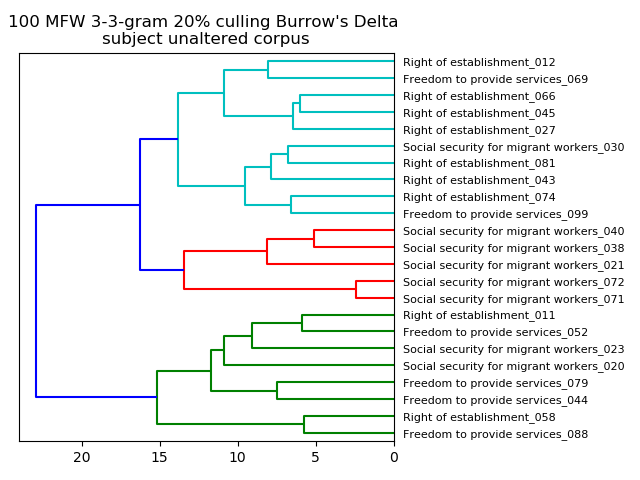 100 MFW 3-3-gram 20% culling Burrow's Delta
subject unaltered corpus
Right of establishment_012
Freedom to provide services_069
Right of establishment_066
Right of establishment_045
Right of establishment_027
Social security for migrant workers_030
Right of establishment_081
Right of establishment_043
Right of establishment_074
Freedom to provide services_099
Social security for migrant workers_040
Social security for migrant workers_038
Social security for migrant workers_021
Social security for migrant workers_072
Social security for migrant workers_071
Right of establishment_011
Freedom to provide services_052
Social security for migrant workers_023
Social security for migrant workers_020
Freedom to provide services_079
Freedom to provide services_044
Right of establishment_058
Freedom to provide services_088
20 15 10 5 0